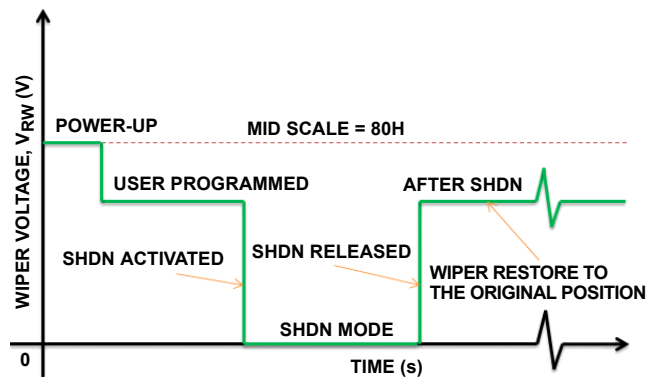 WIPER VOLTAGE, VRW (V)
POWER-UP
MID SCALE = 80H
USER PROGRAMMED
AFTER SHDN
SHDN ACTIVATED
SHDN RELEASED
WIPER RESTORE TO
THE ORIGINAL POSITION
SHDN MODE
0
TIME (s)